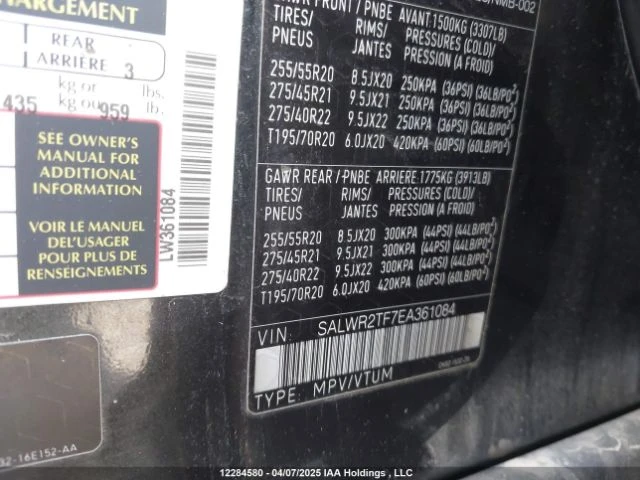 HARGEMENT
REAR
ARRIÈRE 3
kg or lbs.
435 kg ou 959 lb.
SEE OWNER'S
MANUAL FOR
ADDITIONAL
INFORMATION
VOIR LE MANUEL
DEL'USAGER
POUR PLUS DE
RENSEIGNEMENTS
LW361084
NMB-002
GAWR FRONT / PNBE AVANT 1500KG (3307LB)
TIRES/ RIMS/ PRESSURES (COLD)/
PNEUS JANTES PRESSION (A FROID)
255/55R20 8.5JX20 250KPA (36PSI) (36LB/PO²)
275/45R21 9.5JX21 250KPA (36PSI) (36LB/PO²)
275/40R22 9.5JX22 250KPA (36PSI) (36LB/PO²)
T195/70R20 6.0JX20 420KPA (60PSI) (60LB/PO²)
GAWR REAR / PNBE ARRIERE 1775KG (3913LB)
TIRES/ RIMS/ PRESSURES (COLD)/
PNEUS JANTES PRESSION (A FROID)
255/55R20 8.5JX20 300KPA (44PSI) (44LB/PO²)
275/45R21 9.5JX21 300KPA (44PSI) (44LB/PO²)
275/40R22 9.5JX22 300KPA (44PSI) (44LB/PO²)
T195/70R20 6.0JX20 420KPA (60PSI) (60LB/PO²)
VIN: SALWR2TF7EA361084
TYPE: MPV/VTUM
32-16E152-AA
12284580 - 04/07/2025 IAA Holdings, LLC